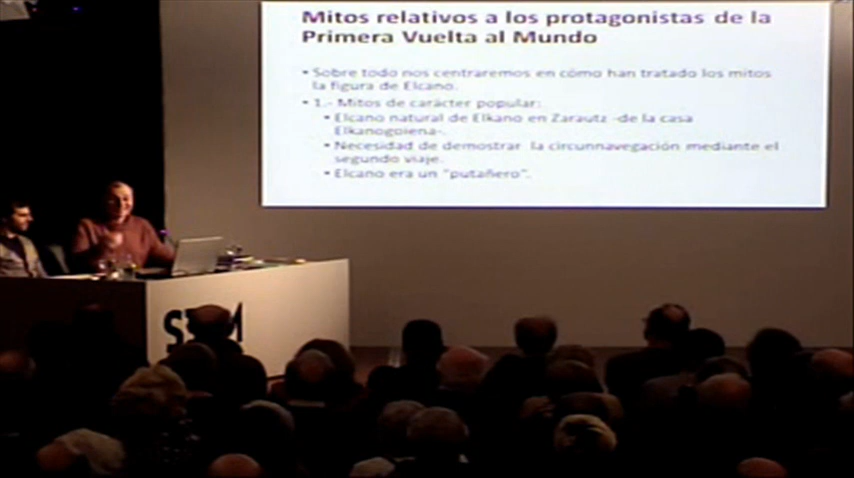 Mitos relativos a los protagonistas de la
Primera Vuelta al Mundo
• Sobre todo nos centraremos en cómo han tratado los mitos
la figura de Elcano.
• 1.- Mitos de carácter popular:
• Elcano natural de Elkano en Zarautz -de la casa
Elkanogoiena-.
• Necesidad de demostrar la circunnavegación mediante el
segundo viaje.
• Elcano era un "putañero".